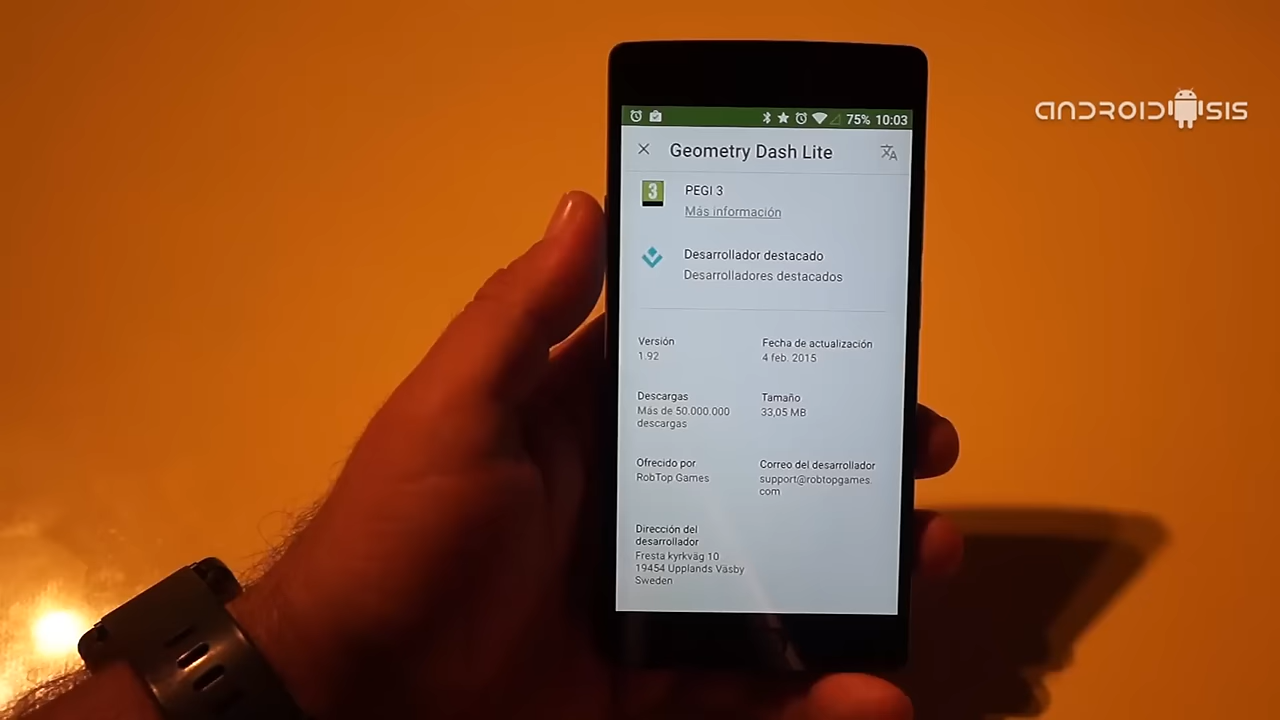 ANDROIDSIS
75% 10:03
Geometry Dash Lite
3
PEGI 3
Más información
Desarrollador destacado
Desarrolladores destacados
Versión
1.92
Fecha de actualización
4 feb. 2015
Descargas
Más de 50.000.000
descargas
Tamaño
33,05 MB
Ofrecido por
RobTop Games
Correo del desarrollador
support@robtopgames.
com
Dirección del
desarrollador
Fresta kyrkväg 10
19454 Upplands Väsby
Sweden